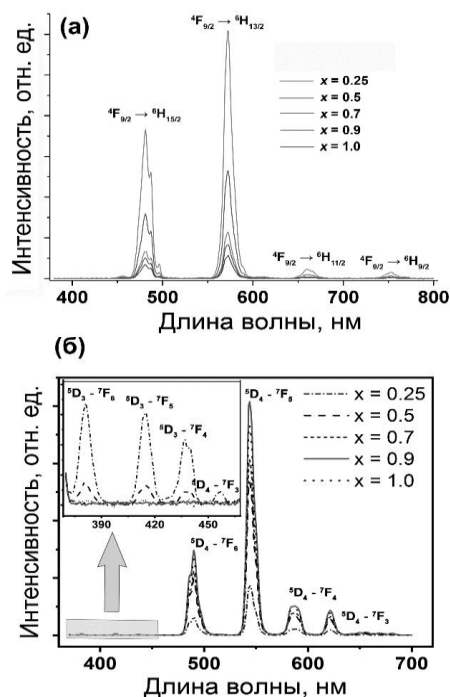 (а)
⁴F₉/₂ → ⁶H₁₃/₂
⁴F₉/₂ → ⁶H₁₅/₂
x = 0.25
x = 0.5
x = 0.7
x = 0.9
x = 1.0
⁴F₉/₂ → ⁶H₁₁/₂
⁴F₉/₂ → ⁶H₉/₂
Интенсивность, отн. ед.
400 500 600 700 800
Длина волны, нм
(б)
⁵D₃ - ⁷F₆
⁵D₃ - ⁷F₅
⁵D₃ - ⁷F₄
⁵D₄ - ⁷F₃
390 420 450
⁵D₄ - ⁷F₅
x = 0.25
x = 0.5
x = 0.7
x = 0.9
x = 1.0
⁵D₄ - ⁷F₆
⁵D₄ - ⁷F₄
⁵D₄ - ⁷F₃
Интенсивность, отн. ед.
400 500 600 700
Длина волны, нм